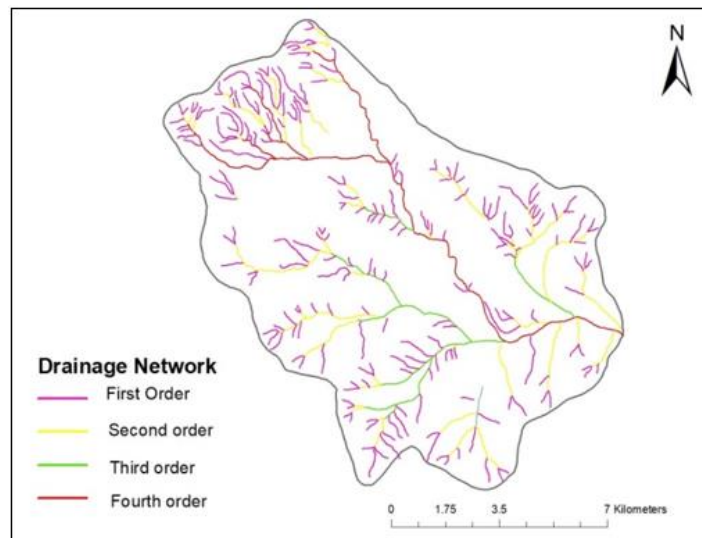 N
Drainage Network
First Order
Second order
Third order
Fourth order
0 1.75 3.5 7 Kilometers